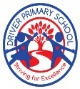 DRIVER PRIMARY SCHOOL
Striving for Excellence